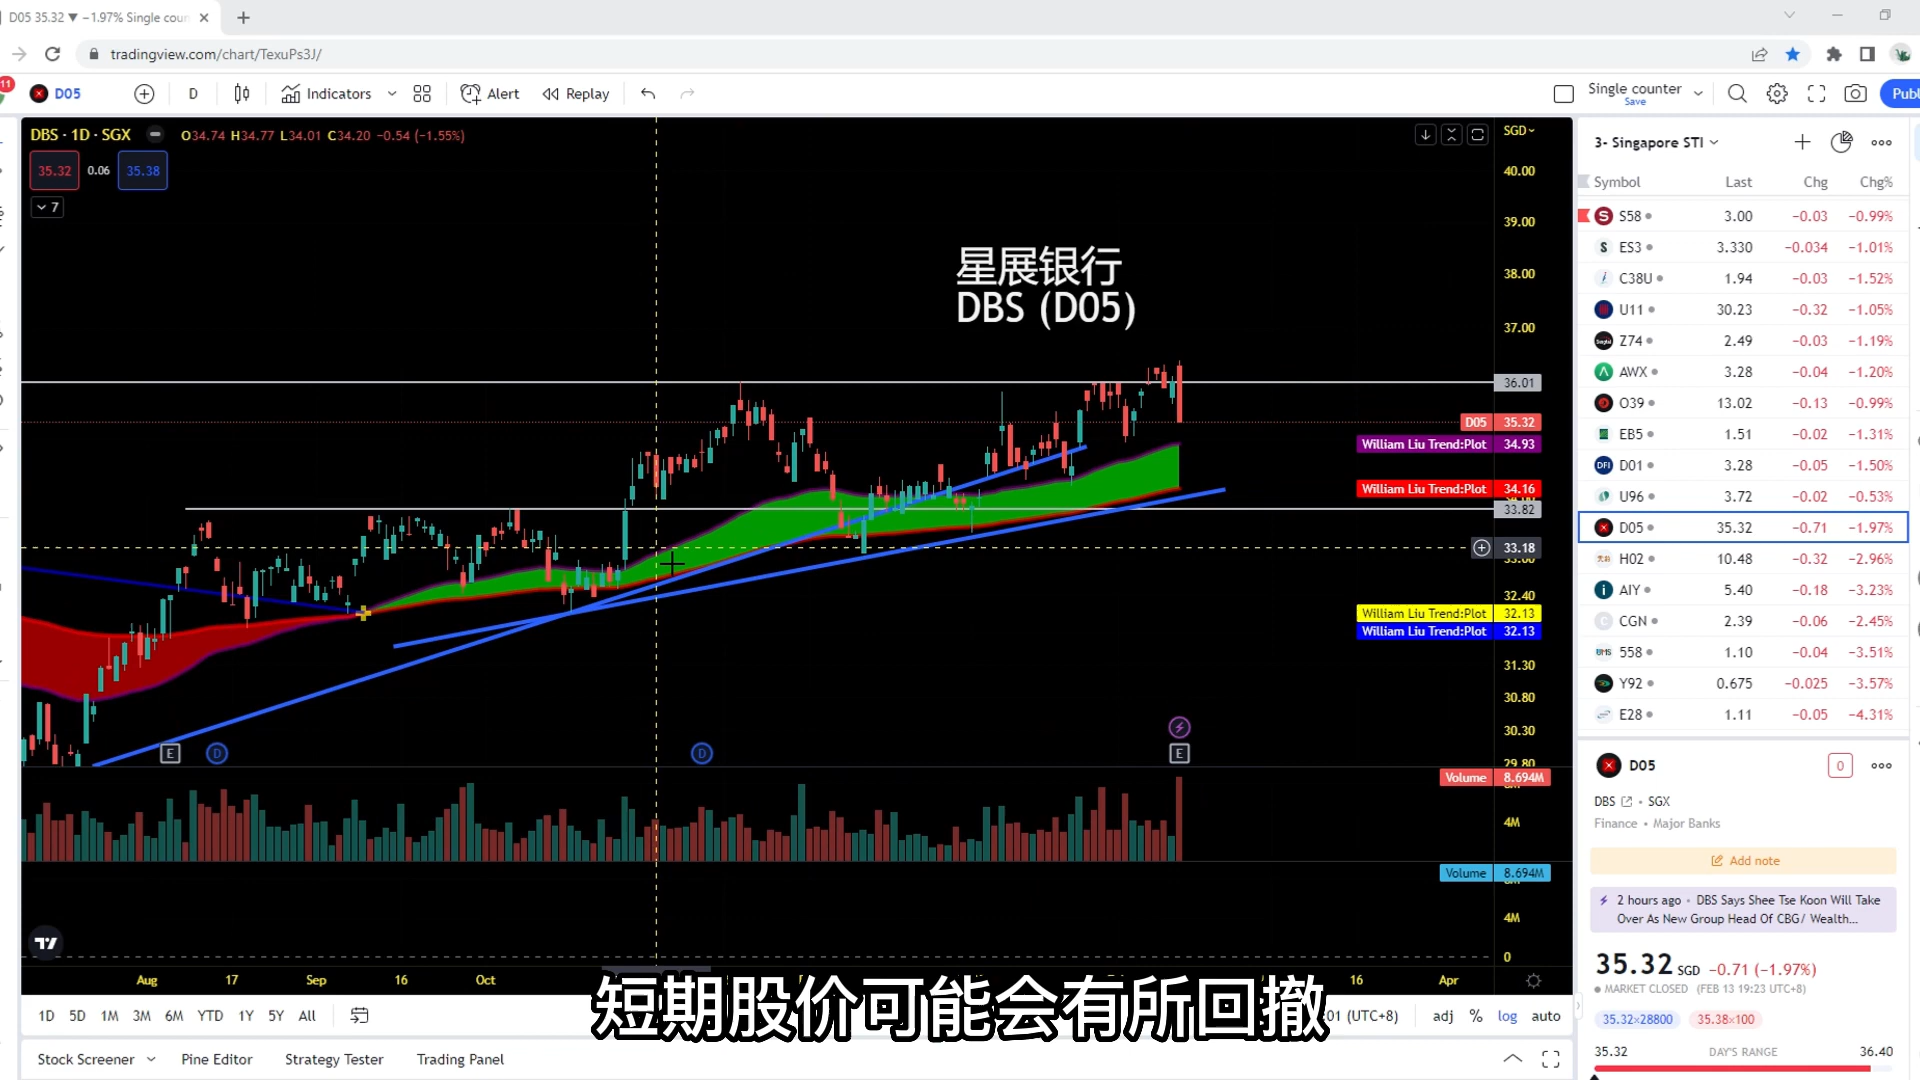 D05 35.32 ▼ −1.97% Single coun
tradingview.com/chart/TexuPs3J/
11
D05
D
Indicators
Alert
Replay
Single counter
Save
Publ
DBS · 1D · SGX
O34.74 H34.77 L34.01 C34.20 −0.54 (−1.55%)
35.32
0.06
35.38
7
SGD
40.00
39.00
38.00
37.00
星展银行
DBS (D05)
36.01
D05 35.32
William Liu Trend:Plot 34.93
William Liu Trend:Plot 34.16
33.82
33.18
33.00
32.40
William Liu Trend:Plot 32.13
William Liu Trend:Plot 32.13
31.30
30.80
30.30
29.80
E
D
D
E
Volume 8.694M
4M
Volume 8.694M
4M
0
Aug
17
Sep
16
Oct
16
Apr
短期股价可能会有所回撤
1D
5D
1M
3M
6M
YTD
1Y
5Y
All
:01 (UTC+8)
adj
%
log
auto
Stock Screener
Pine Editor
Strategy Tester
Trading Panel
3- Singapore STI
Symbol Last Chg Chg%
S58 3.00 −0.03 −0.99%
ES3 3.330 −0.034 −1.01%
C38U 1.94 −0.03 −1.52%
U11 30.23 −0.32 −1.05%
Z74 2.49 −0.03 −1.19%
AWX 3.28 −0.04 −1.20%
O39 13.02 −0.13 −0.99%
EB5 1.51 −0.02 −1.31%
D01 3.28 −0.05 −1.50%
U96 3.72 −0.02 −0.53%
D05 35.32 −0.71 −1.97%
H02 10.48 −0.32 −2.96%
AIY 5.40 −0.18 −3.23%
CGN 2.39 −0.06 −2.45%
558 1.10 −0.04 −3.51%
Y92 0.675 −0.025 −3.57%
E28 1.11 −0.05 −4.31%
D05
0
DBS • SGX
Finance • Major Banks
Add note
2 hours ago • DBS Says Shee Tse Koon Will Take
Over As New Group Head Of CBG/ Wealth...
35.32 SGD −0.71 (−1.97%)
MARKET CLOSED (FEB 13 19:23 UTC+8)
35.32×28800
35.38×100
35.32 DAY'S RANGE 36.40